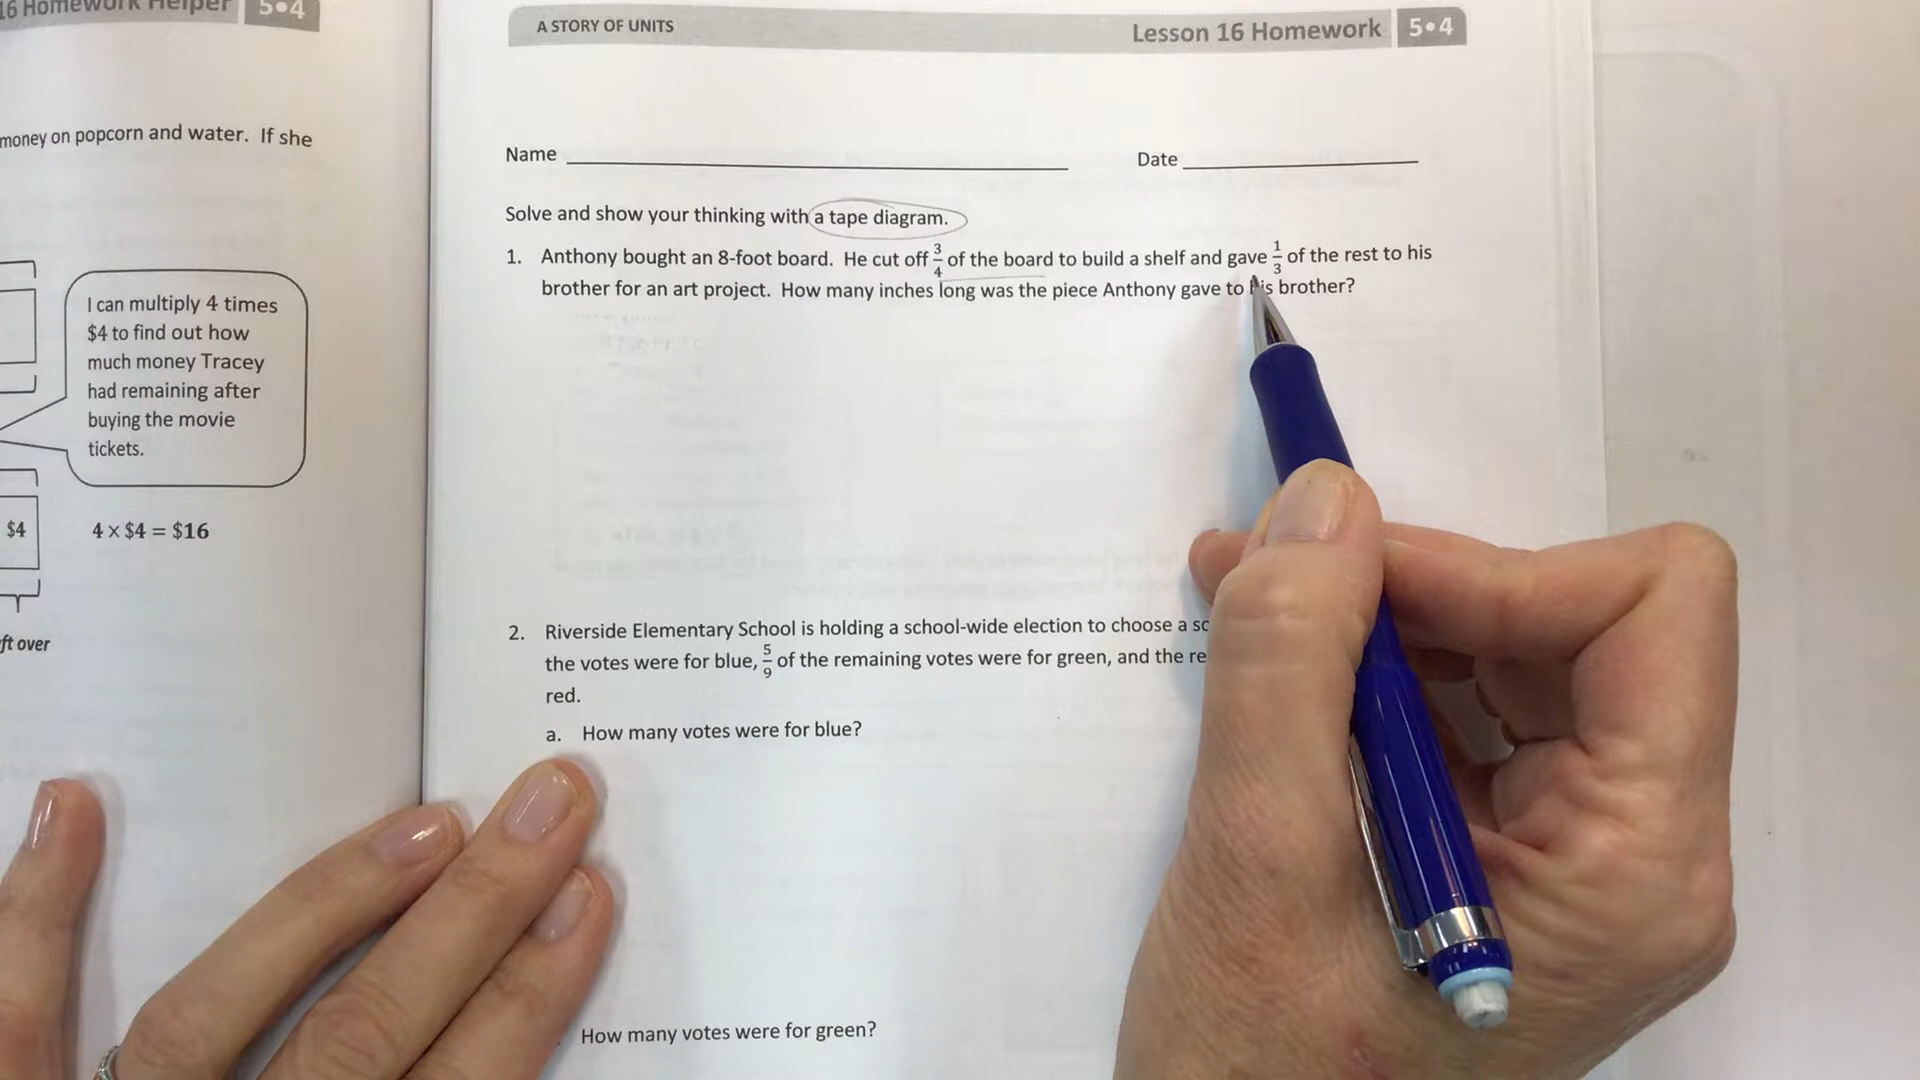 16 Homework Helper 5•4
money on popcorn and water. If she
I can multiply 4 times
$4 to find out how
much money Tracey
had remaining after
buying the movie
tickets.
$4 4 x $4 = $16
ft over
A STORY OF UNITS Lesson 16 Homework 5•4
Name Date
Solve and show your thinking with a tape diagram.
1. Anthony bought an 8-foot board. He cut off 3/4 of the board to build a shelf and gave 1/3 of the rest to his
brother for an art project. How many inches long was the piece Anthony gave to his brother?
2. Riverside Elementary School is holding a school-wide election to choose a
the votes were for blue, 5/9 of the remaining votes were for green, and the
red.
a. How many votes were for blue?
How many votes were for green?